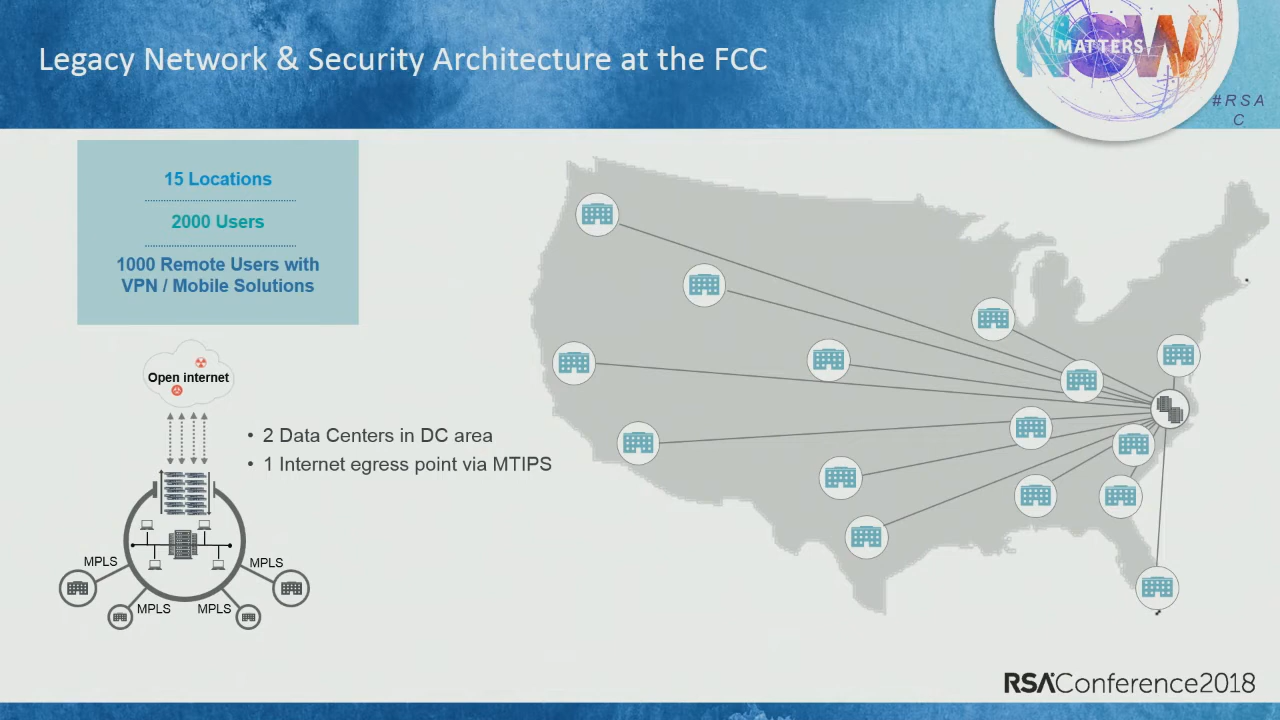 Legacy Network & Security Architecture at the FCC
NOW
MATTERS
#RSA
C
15 Locations
2000 Users
1000 Remote Users with
VPN / Mobile Solutions
Open internet
• 2 Data Centers in DC area
• 1 Internet egress point via MTIPS
MPLS
MPLS
MPLS
MPLS
RSAConference2018